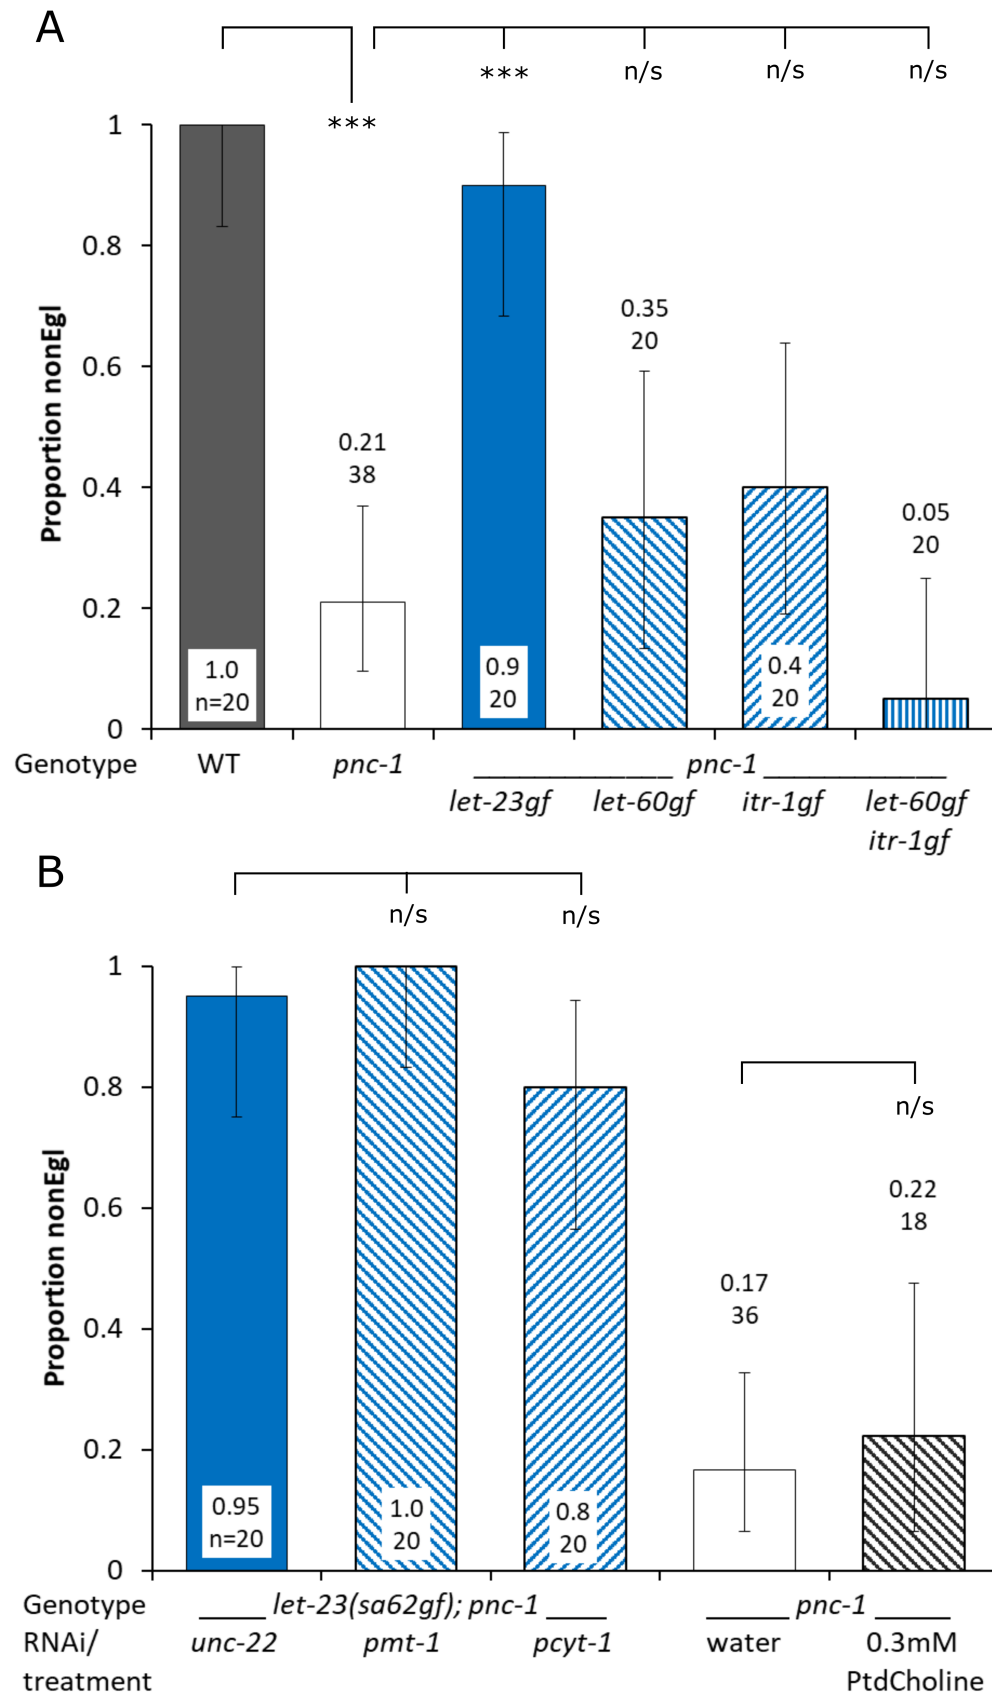 A
*** n/s n/s n/s
***
1
0.8
0.6
0.4
0.2
0
Proportion nonEgl
0.35
20
0.21
38
0.05
20
1.0
n=20
0.9
20
0.4
20
Genotype WT pnc-1 pnc-1
let-23gf let-60gf itr-1gf let-60gf
itr-1gf
B
n/s n/s
n/s
1
0.8
0.6
0.4
0.2
0
Proportion nonEgl
0.22
18
0.17
36
0.95
n=20
1.0
20
0.8
20
Genotype let-23(sa62gf); pnc-1 pnc-1
RNAi/ unc-22 pmt-1 pcyt-1 water 0.3mM
treatment PtdCholine